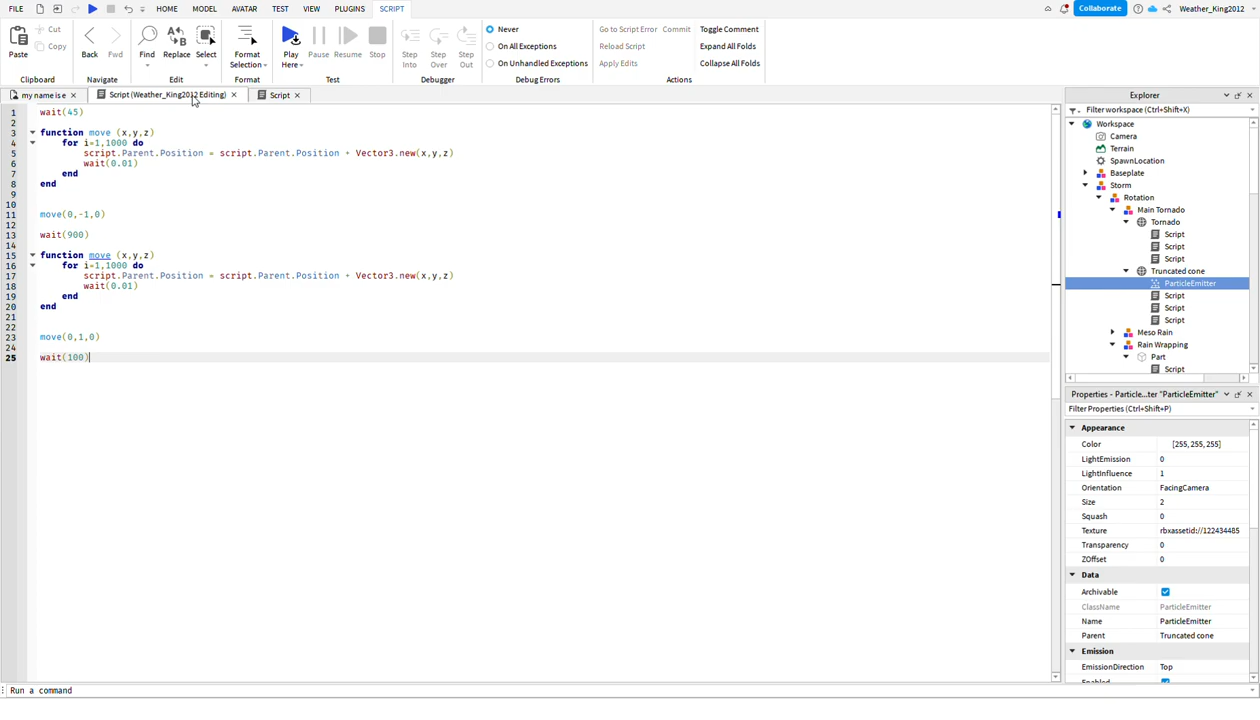 FILE HOME MODEL AVATAR TEST VIEW PLUGINS SCRIPT Collaborate Weather_King2012
Paste Cut Copy Back Fwd Find Replace Select Format Selection Play Here Pause Resume Stop Step Into Step Over Step Out
Never Go to Script Error Commit Toggle Comment
On All Exceptions Reload Script Expand All Folds
On Unhandled Exceptions Apply Edits Collapse All Folds
Clipboard Navigate Edit Format Test Debugger Debug Errors Actions
my name is e Script (Weather_King2012 Editing) Script
1 wait(45)
2
3 function move (x,y,z)
4 for i=1,1000 do
5 script.Parent.Position = script.Parent.Position + Vector3.new(x,y,z)
6 wait(0.01)
7 end
8 end
9
10
11 move(0,-1,0)
12
13 wait(900)
14
15 function move (x,y,z)
16 for i=1,1000 do
17 script.Parent.Position = script.Parent.Position + Vector3.new(x,y,z)
18 wait(0.01)
19 end
20 end
21
22
23 move(0,1,0)
24
25 wait(100)
Explorer
Filter workspace (Ctrl+Shift+X)
Workspace
Camera
Terrain
SpawnLocation
Baseplate
Storm
Rotation
Main Tornado
Tornado
Script
Script
Script
Truncated cone
ParticleEmitter
Script
Script
Script
Meso Rain
Rain Wrapping
Part
Script
Properties - Particle...ter "ParticleEmitter"
Filter Properties (Ctrl+Shift+P)
Appearance
Color [255, 255, 255]
LightEmission 0
LightInfluence 1
Orientation FacingCamera
Size 2
Squash 0
Texture rbxassetid://122434485
Transparency 0
ZOffset 0
Data
Archivable
ClassName ParticleEmitter
Name ParticleEmitter
Parent Truncated cone
Emission
EmissionDirection Top
Enabled
Run a command